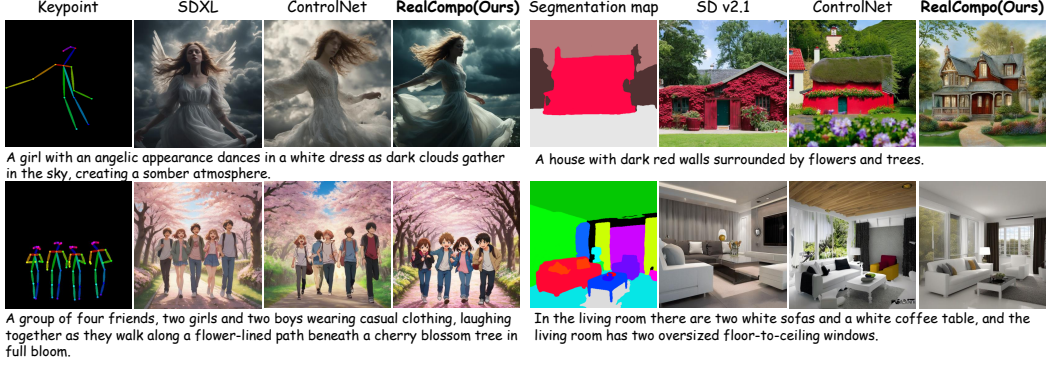 Keypoint SDXL ControlNet RealCompo(Ours) Segmentation map SD v2.1 ControlNet RealCompo(Ours)
A girl with an angelic appearance dances in a white dress as dark clouds gather
in the sky, creating a somber atmosphere.
A house with dark red walls surrounded by flowers and trees.
A group of four friends, two girls and two boys wearing casual clothing, laughing
together as they walk along a flower-lined path beneath a cherry blossom tree in
full bloom.
In the living room there are two white sofas and a white coffee table, and the
living room has two oversized floor-to-ceiling windows.